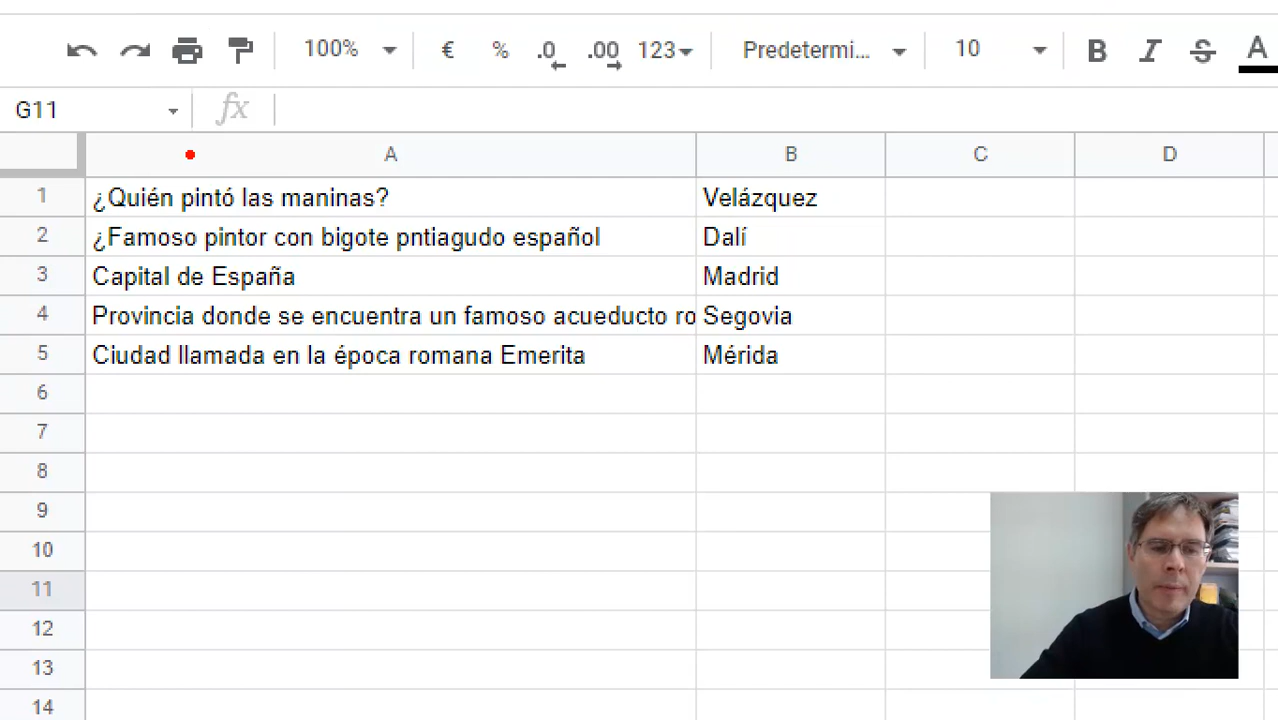 100% € % .0 .00 123 Predetermi... 10 B I S A
G11 fx
A B C D
1 ¿Quién pintó las maninas? Velázquez
2 ¿Famoso pintor con bigote pntiagudo español Dalí
3 Capital de España Madrid
4 Provincia donde se encuentra un famoso acueducto ro Segovia
5 Ciudad llamada en la época romana Emerita Mérida
6
7
8
9
10
11
12
13
14